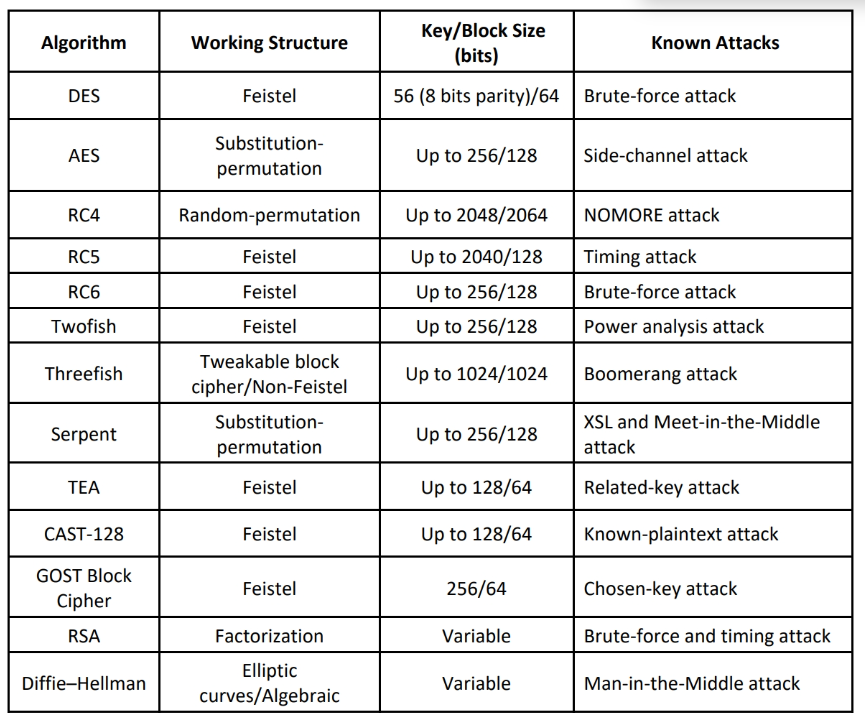 Algorithm
Working Structure
Key/Block Size
(bits)
Known Attacks
DES
Feistel
56 (8 bits parity)/64
Brute-force attack
AES
Substitution-
permutation
Up to 256/128
Side-channel attack
RC4
Random-permutation
Up to 2048/2064
NOMORE attack
RC5
Feistel
Up to 2040/128
Timing attack
RC6
Feistel
Up to 256/128
Brute-force attack
Twofish
Feistel
Up to 256/128
Power analysis attack
Threefish
Tweakable block
cipher/Non-Feistel
Up to 1024/1024
Boomerang attack
Serpent
Substitution-
permutation
Up to 256/128
XSL and Meet-in-the-Middle
attack
TEA
Feistel
Up to 128/64
Related-key attack
CAST-128
Feistel
Up to 128/64
Known-plaintext attack
GOST Block
Cipher
Feistel
256/64
Chosen-key attack
RSA
Factorization
Variable
Brute-force and timing attack
Diffie–Hellman
Elliptic
curves/Algebraic
Variable
Man-in-the-Middle attack